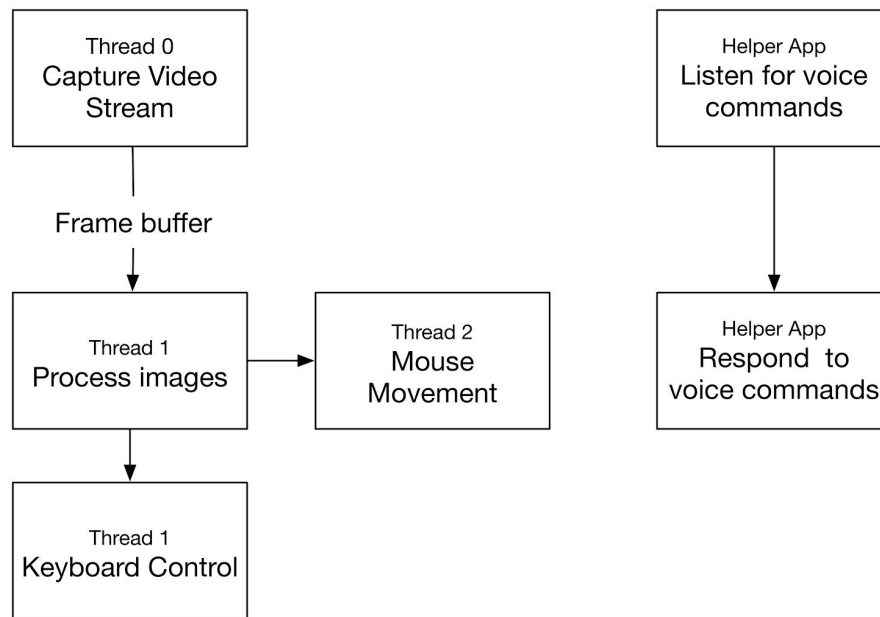 Thread 0
Capture Video
Stream
Frame buffer
Thread 1
Process images
Thread 2
Mouse
Movement
Thread 1
Keyboard Control
Helper App
Listen for voice
commands
Helper App
Respond to
voice commands